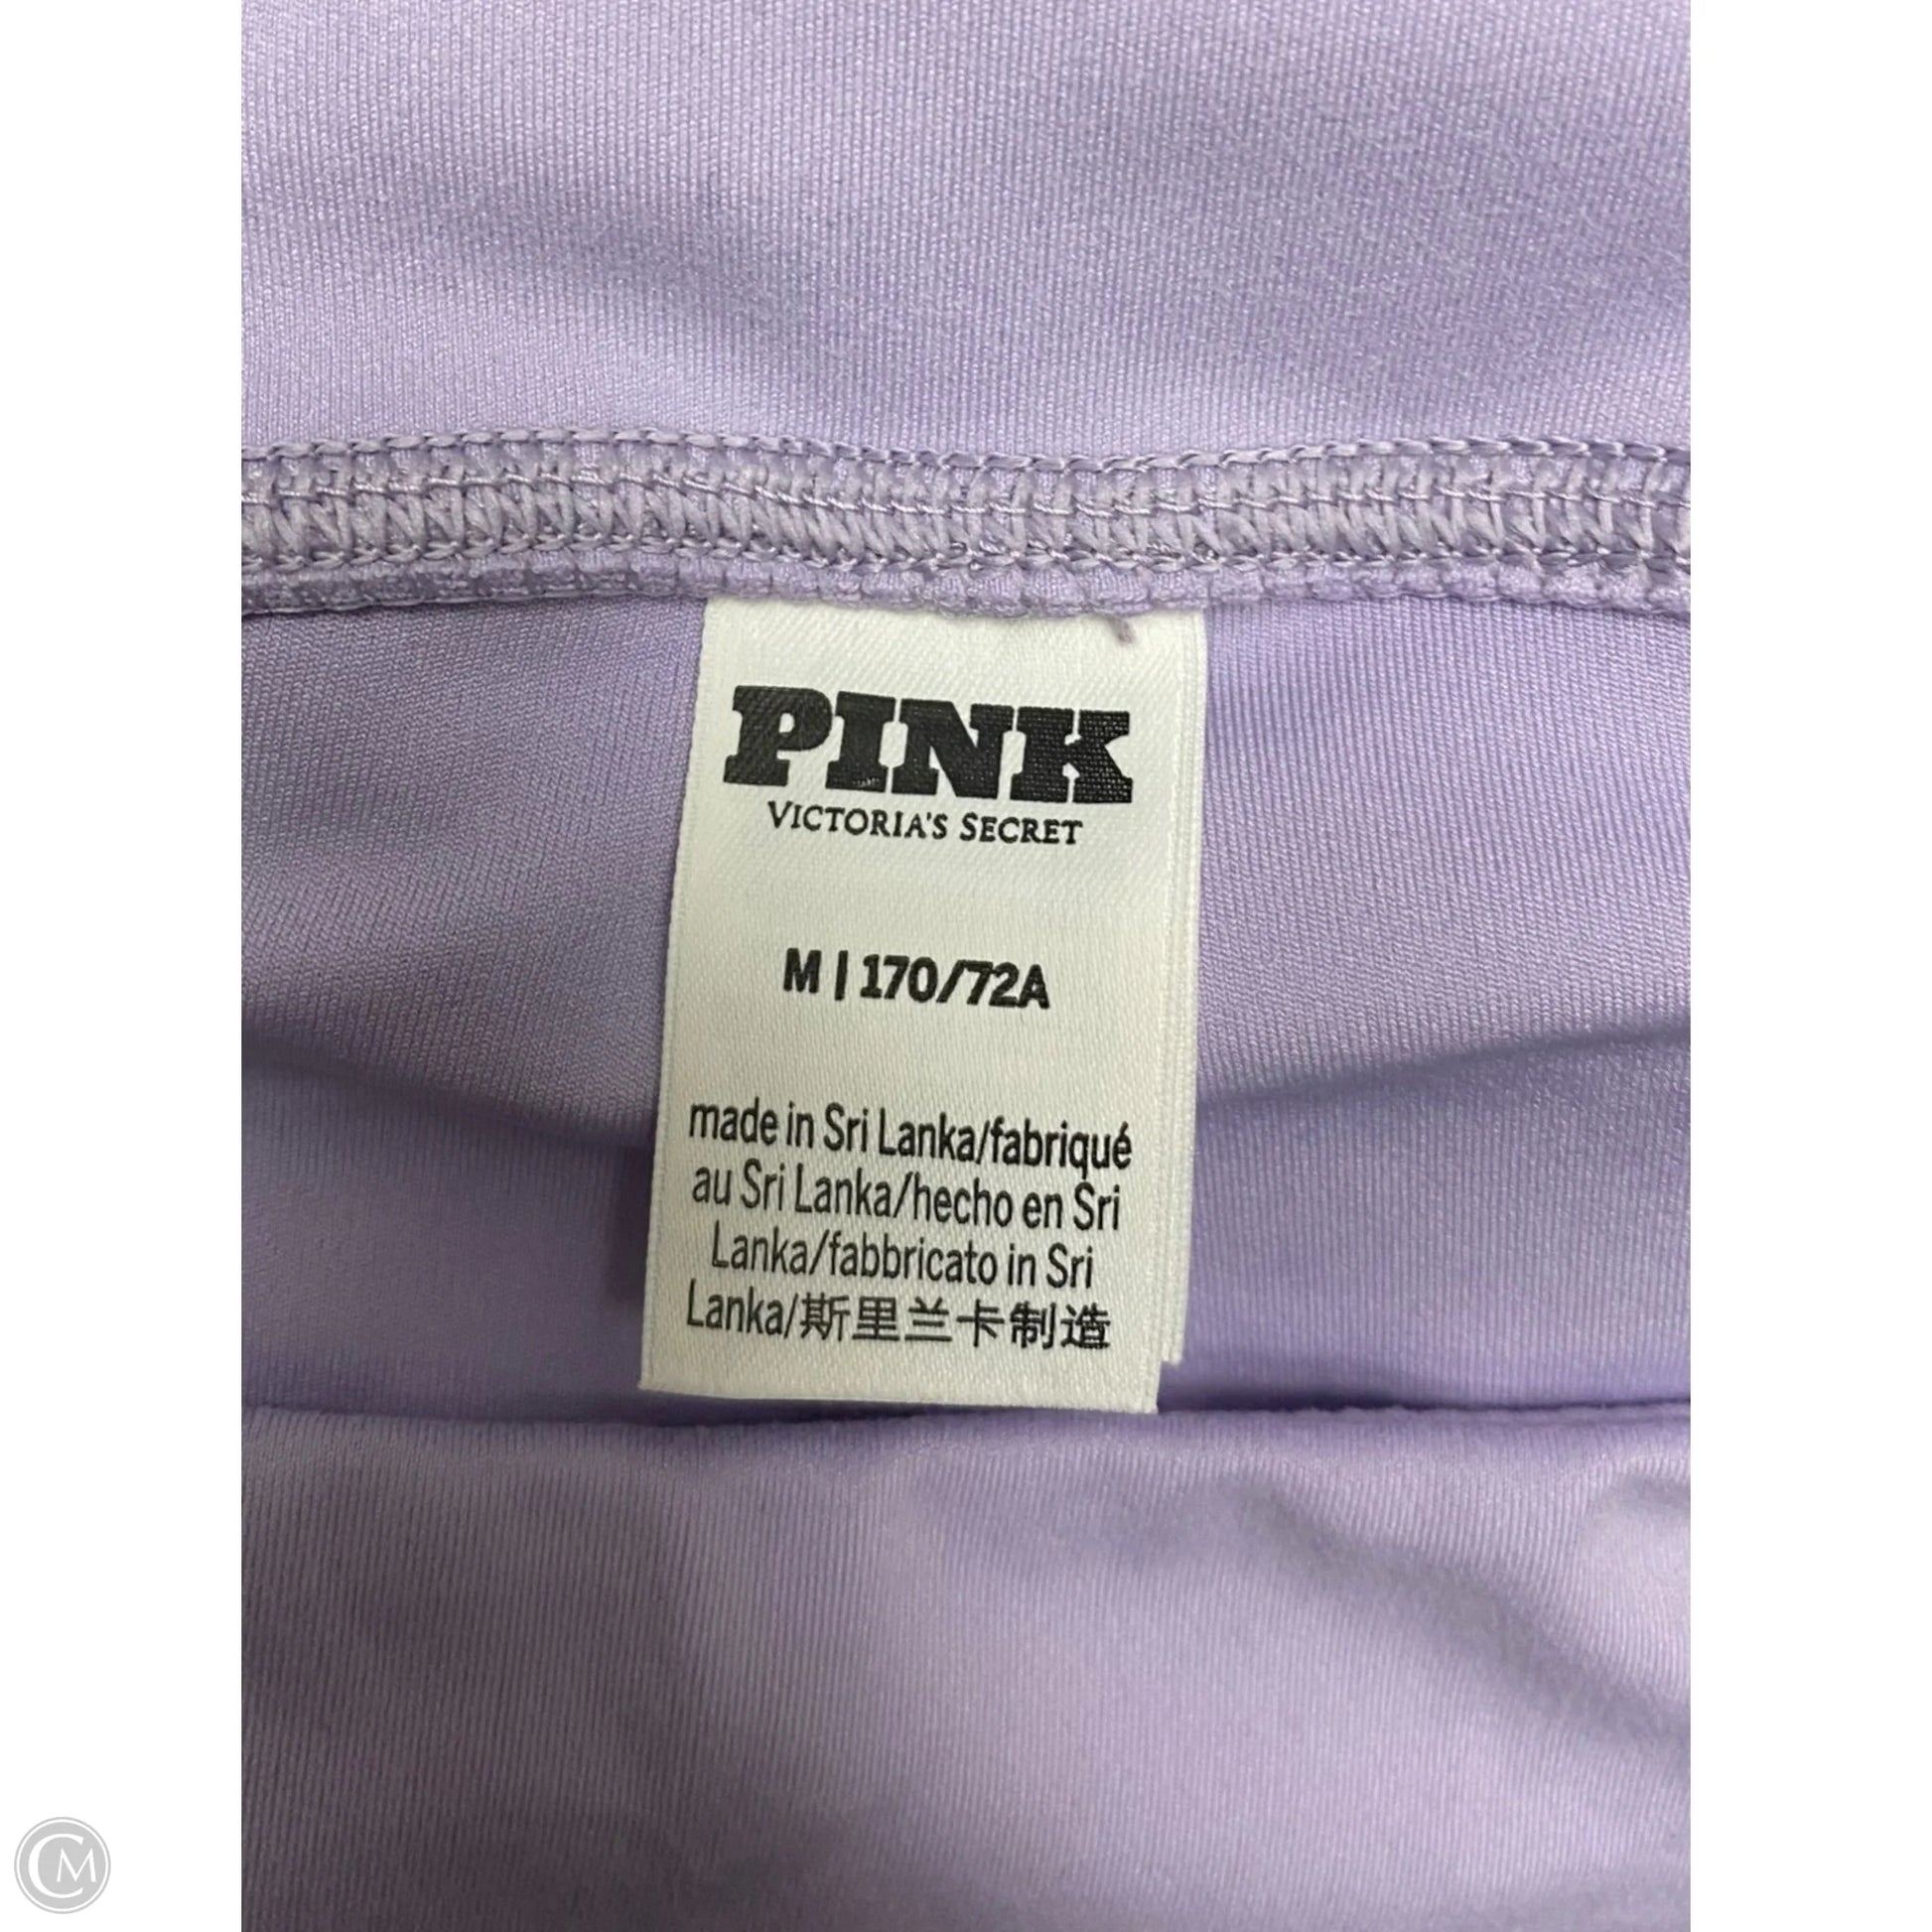 PINK
VICTORIA'S SECRET
M | 170/72A
made in Sri Lanka/fabriqué
au Sri Lanka/hecho en Sri
Lanka/fabbricato in Sri
Lanka/斯里兰卡制造
CM